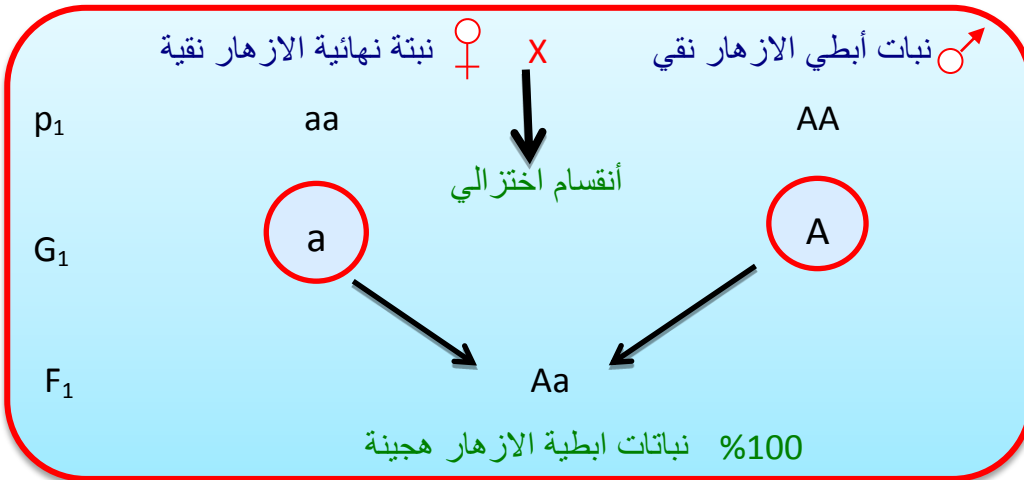 ♂ نبات أبطي الازهار نقي X ♀ نبتة نهائية الازهار نقية
p₁ aa AA
أنقسام اختزالي
G₁ a A
F₁ Aa
%100 نباتات ابطية الازهار هجينة